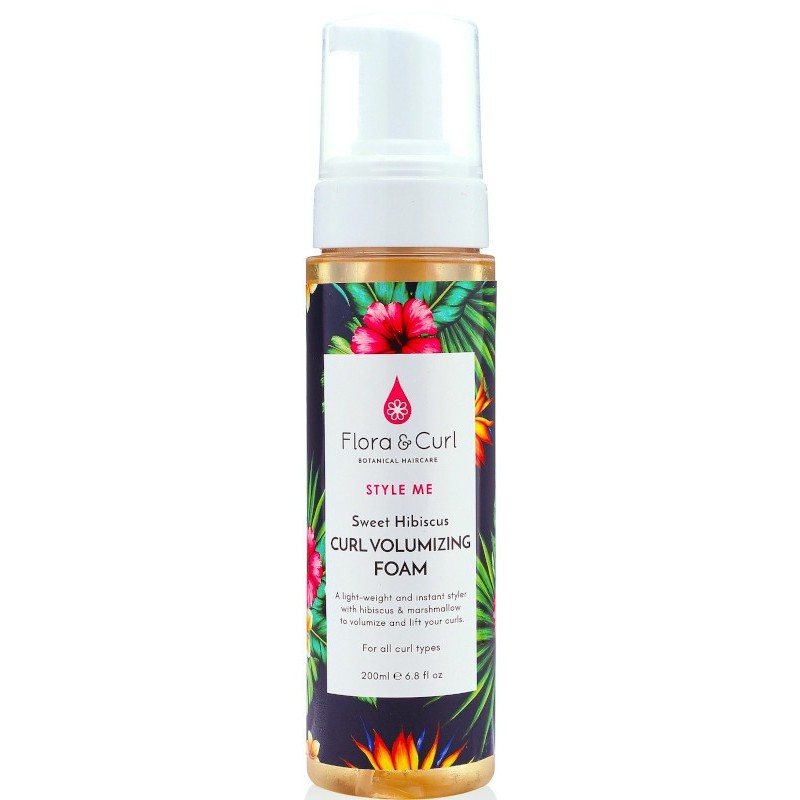 Flora & Curl
BOTANICAL HAIRCARE
STYLE ME
Sweet Hibiscus
CURL VOLUMIZING
FOAM
A light-weight and instant styler
with hibiscus & marshmallow
to volumize and lift your curls.
For all curl types
200ml ℮ 6.8 fl oz